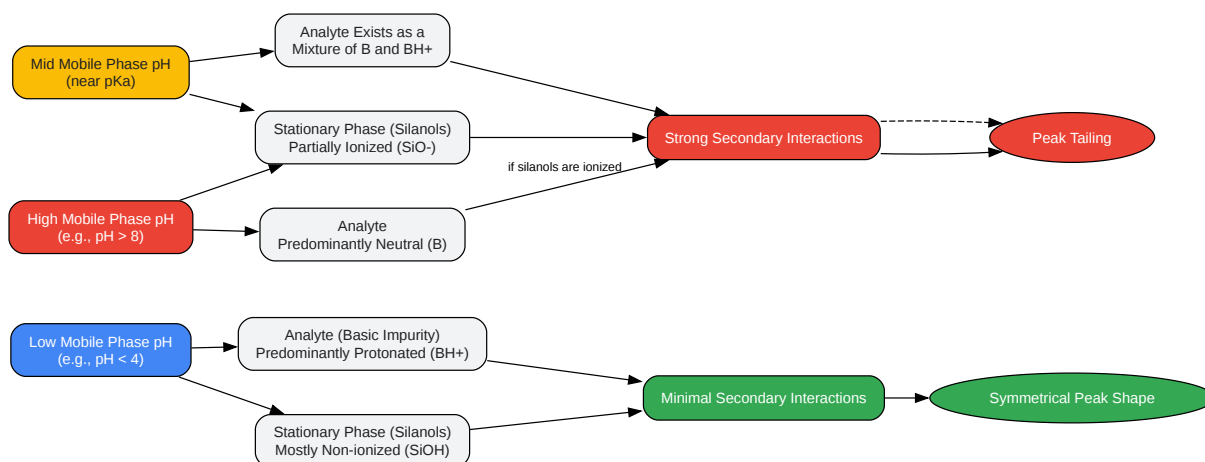 Analyte Exists as a
Mixture of B and BH+
Mid Mobile Phase pH
(near pKa)
Stationary Phase (Silanols)
Partially Ionized (SiO-)
Strong Secondary Interactions
Peak Tailing
if silanols are ionized
High Mobile Phase pH
(e.g., pH > 8)
Analyte
Predominantly Neutral (B)
Low Mobile Phase pH
(e.g., pH < 4)
Analyte (Basic Impurity)
Predominantly Protonated (BH+)
Minimal Secondary Interactions
Symmetrical Peak Shape
Stationary Phase (Silanols)
Mostly Non-ionized (SiOH)